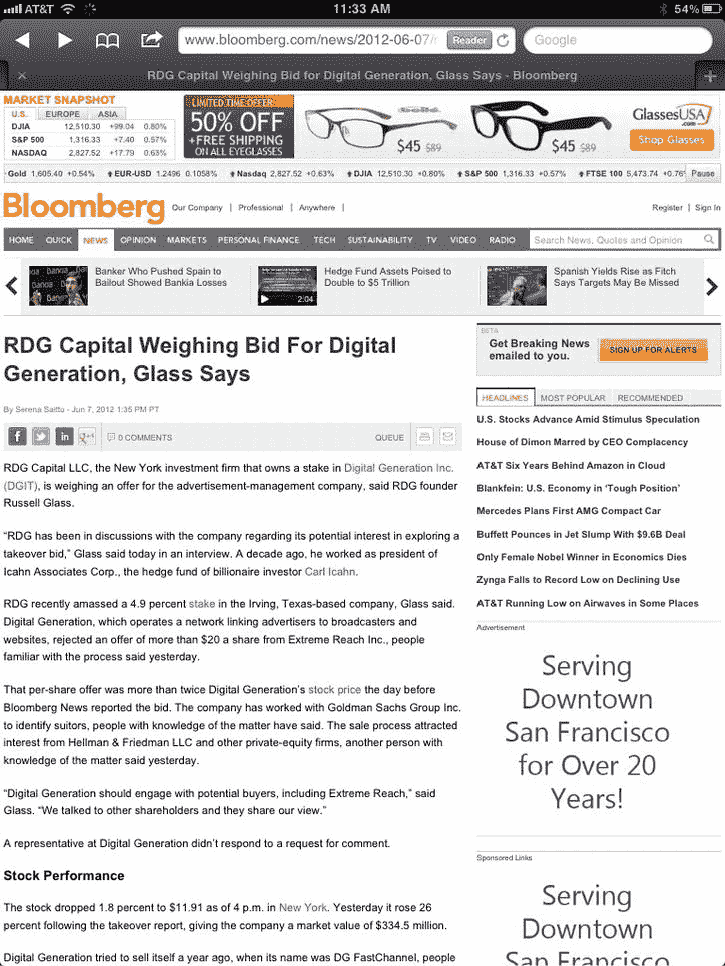 AT&T
11:33 AM
54%
www.bloomberg.com/news/2012-06-07/
Reader
Google
RDG Capital Weighing Bid for Digital Generation, Glass Says - Bloomberg
MARKET SNAPSHOT
U.S. EUROPE ASIA
DJIA 12,510.30 +99.04 0.80%
S&P 500 1,316.33 +7.40 0.57%
NASDAQ 2,827.52 +17.79 0.63%
LIMITED TIME OFFER:
50% OFF
+FREE SHIPPING
ON ALL EYEGLASSES
$45 $89
$45 $89
GlassesUSA
.com
Shop Glasses
Gold 1,605.40 +0.54% EUR-USD 1.2496 0.1058% Nasdaq 2,827.52 +0.63% DJIA 12,510.30 +0.80% S&P 500 1,316.33 +0.57% FTSE 100 5,473.74 +0.76% Pause
Bloomberg
Our Company | Professional | Anywhere |
Register | Sign In
HOME QUICK NEWS OPINION MARKETS PERSONAL FINANCE TECH SUSTAINABILITY TV VIDEO RADIO
Search News, Quotes and Opinion
Banker Who Pushed Spain to
Bailout Showed Bankia Losses
2:04
Hedge Fund Assets Poised to
Double to $5 Trillion
Spanish Yields Rise as Fitch
Says Targets May Be Missed
RDG Capital Weighing Bid For Digital
Generation, Glass Says
By Serena Saitto - Jun 7, 2012 1:35 PM PT
0 COMMENTS
QUEUE
RDG Capital LLC, the New York investment firm that owns a stake in Digital Generation Inc.
(DGIT), is weighing an offer for the advertisement-management company, said RDG founder
Russell Glass.
“RDG has been in discussions with the company regarding its potential interest in exploring a
takeover bid,” Glass said today in an interview. A decade ago, he worked as president of
Icahn Associates Corp., the hedge fund of billionaire investor Carl Icahn.
RDG recently amassed a 4.9 percent stake in the Irving, Texas-based company, Glass said.
Digital Generation, which operates a network linking advertisers to broadcasters and
websites, rejected an offer of more than $20 a share from Extreme Reach Inc., people
familiar with the process said yesterday.
That per-share offer was more than twice Digital Generation’s stock price the day before
Bloomberg News reported the bid. The company has worked with Goldman Sachs Group Inc.
to identify suitors, people with knowledge of the matter have said. The sale process attracted
interest from Hellman & Friedman LLC and other private-equity firms, another person with
knowledge of the matter said yesterday.
“Digital Generation should engage with potential buyers, including Extreme Reach,” said
Glass. “We talked to other shareholders and they share our view.”
A representative at Digital Generation didn’t respond to a request for comment.
Stock Performance
The stock dropped 1.8 percent to $11.91 as of 4 p.m. in New York. Yesterday it rose 26
percent following the takeover report, giving the company a market value of $334.5 million.
Digital Generation tried to sell itself a year ago, when its name was DG FastChannel, people
BETA
Get Breaking News
emailed to you.
SIGN UP FOR ALERTS
HEADLINES MOST POPULAR RECOMMENDED
U.S. Stocks Advance Amid Stimulus Speculation
House of Dimon Marred by CEO Complacency
AT&T Six Years Behind Amazon in Cloud
Blankfein: U.S. Economy in ‘Tough Position’
Mercedes Plans First AMG Compact Car
Buffett Pounces in Jet Slump With $9.6B Deal
Only Female Nobel Winner in Economics Dies
Zynga Falls to Record Low on Declining Use
AT&T Running Low on Airwaves in Some Places
Advertisement
Serving
Downtown
San Francisco
for Over 20
Years!
Sponsored Links
Serving
Downtown
San Francisco